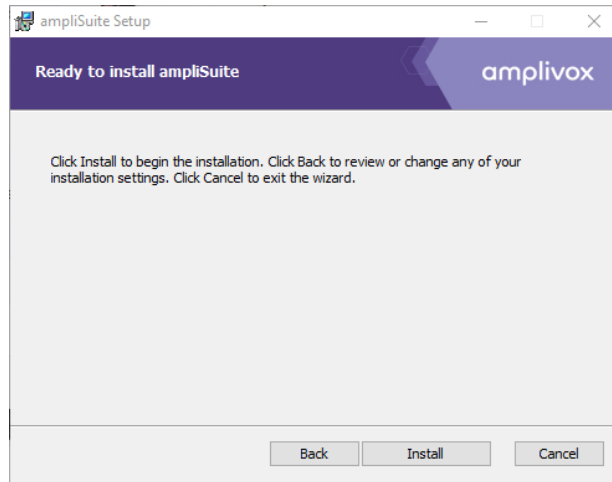 ampliSuite Setup
Ready to install ampliSuite
amplivox
Click Install to begin the installation. Click Back to review or change any of your
installation settings. Click Cancel to exit the wizard.
Back
Install
Cancel